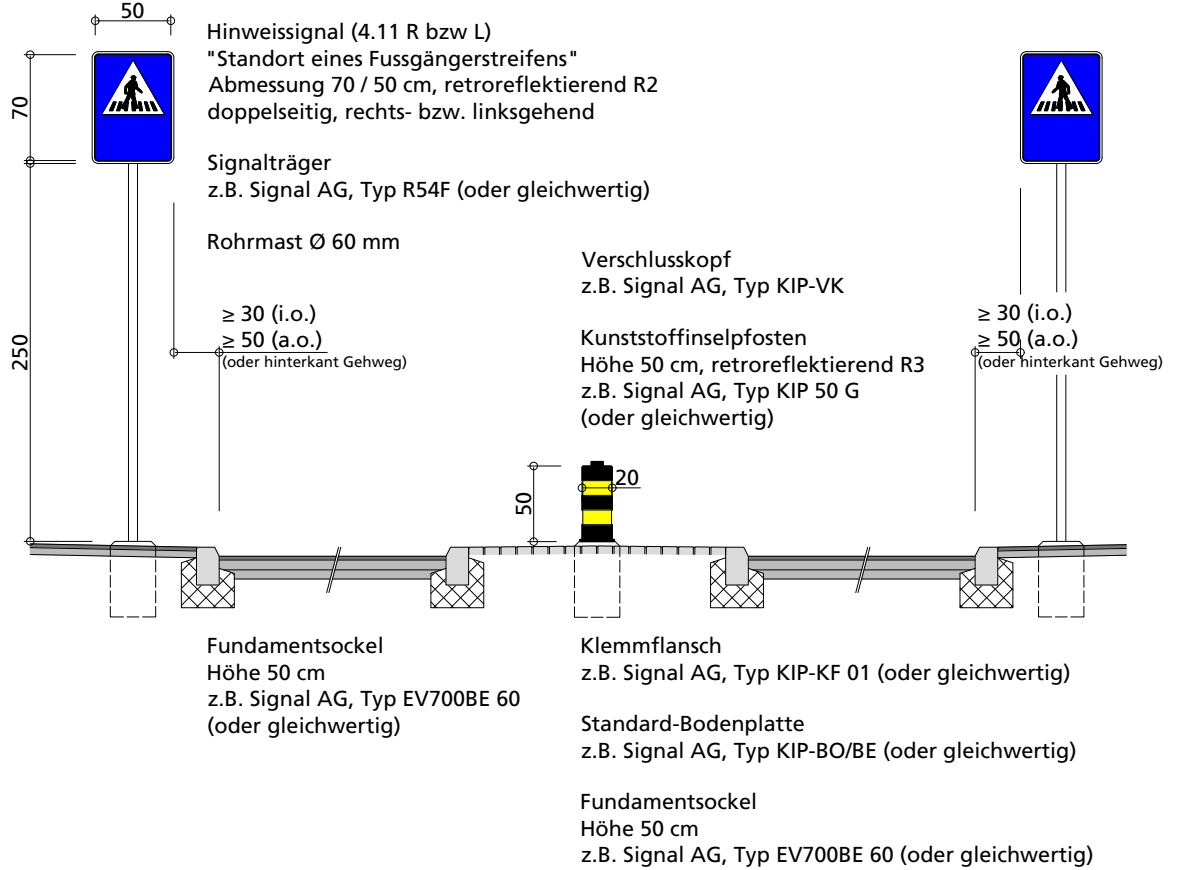 50
Hinweissignal (4.11 R bzw L)
"Standort eines Fussgängerstreifens"
Abmessung 70 / 50 cm, retroreflektierend R2
doppelseitig, rechts- bzw. linksgehend
70
Signalträger
z.B. Signal AG, Typ R54F (oder gleichwertig)
Rohrmast Ø 60 mm
250
≥ 30 (i.o.)
≥ 50 (a.o.)
(oder hinterkant Gehweg)
Verschlusskopf
z.B. Signal AG, Typ KIP-VK
Kunststoffinselpfosten
Höhe 50 cm, retroreflektierend R3
z.B. Signal AG, Typ KIP 50 G
(oder gleichwertig)
≥ 30 (i.o.)
≥ 50 (a.o.)
(oder hinterkant Gehweg)
50
20
Fundamentsockel
Höhe 50 cm
z.B. Signal AG, Typ EV700BE 60
(oder gleichwertig)
Klemmflansch
z.B. Signal AG, Typ KIP-KF 01 (oder gleichwertig)
Standard-Bodenplatte
z.B. Signal AG, Typ KIP-BO/BE (oder gleichwertig)
Fundamentsockel
Höhe 50 cm
z.B. Signal AG, Typ EV700BE 60 (oder gleichwertig)